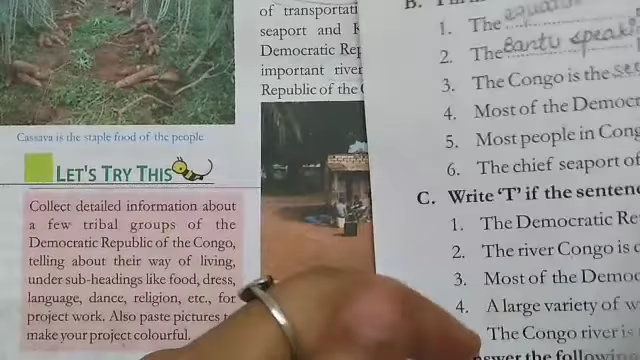 Cassava is the staple food of the people
LET'S TRY THIS
Collect detailed information about
a few tribal groups of the
Democratic Republic of the Congo,
telling about their way of living,
under sub-headings like food, dress,
language, dance, religion, etc., for
project work. Also paste pictures
make your project colourful.
of transportati
seaport and
Democratic Rep
important river
Republic of the
B.
1. The equator
2. The Bantu speak
3. The Congo is the sec
4. Most of the Democ
5. Most people in Cong
6. The chief seaport of
C. Write 'T' if the senten
1. The Democratic Re
2. The river Congo is
3. Most of the Democ
4. A large variety of w
The Congo river is
nswer the following